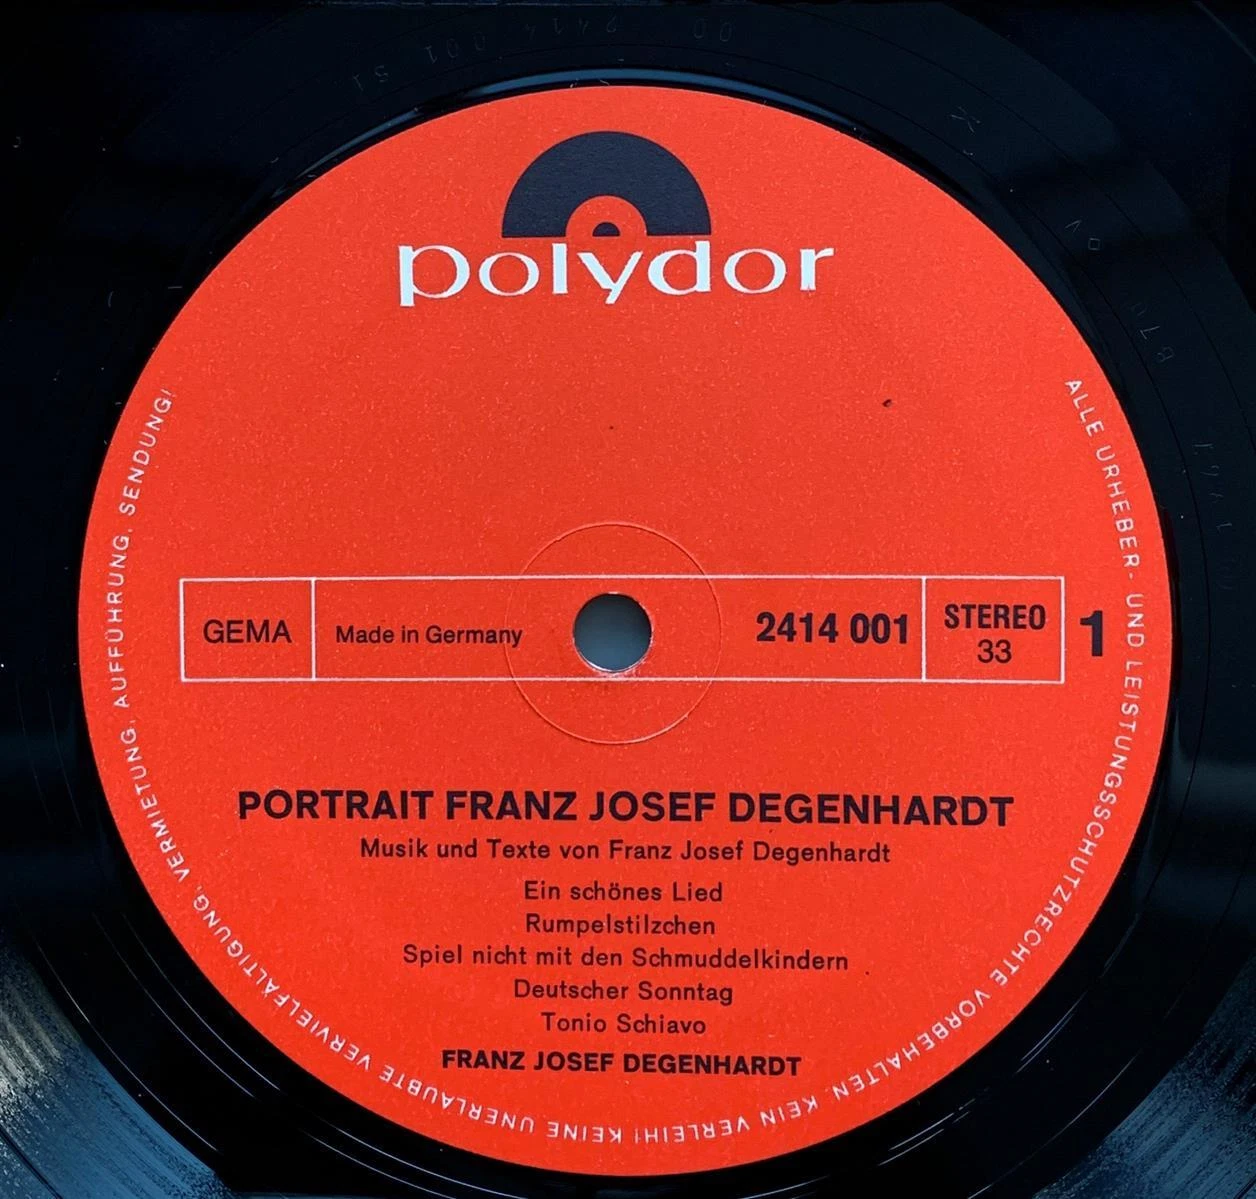 polydor
ALLE URHEBER- UND LEISTUNGSSCHUTZRECHTE VORBEHALTEN. KEIN VERLEIH! KEINE UNERLAUBTE VERVIELFÄLTIGUNG, VERMIETUNG, AUFFÜHRUNG, SENDUNG!
GEMA
Made in Germany
2414 001
STEREO
33
1
PORTRAIT FRANZ JOSEF DEGENHARDT
Musik und Texte von Franz Josef Degenhardt
Ein schönes Lied
Rumpelstilzchen
Spiel nicht mit den Schmuddelkindern
Deutscher Sonntag
Tonio Schiavo
FRANZ JOSEF DEGENHARDT